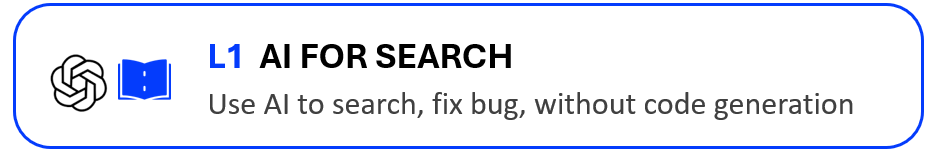 L1 AI FOR SEARCH
Use AI to search, fix bug, without code generation